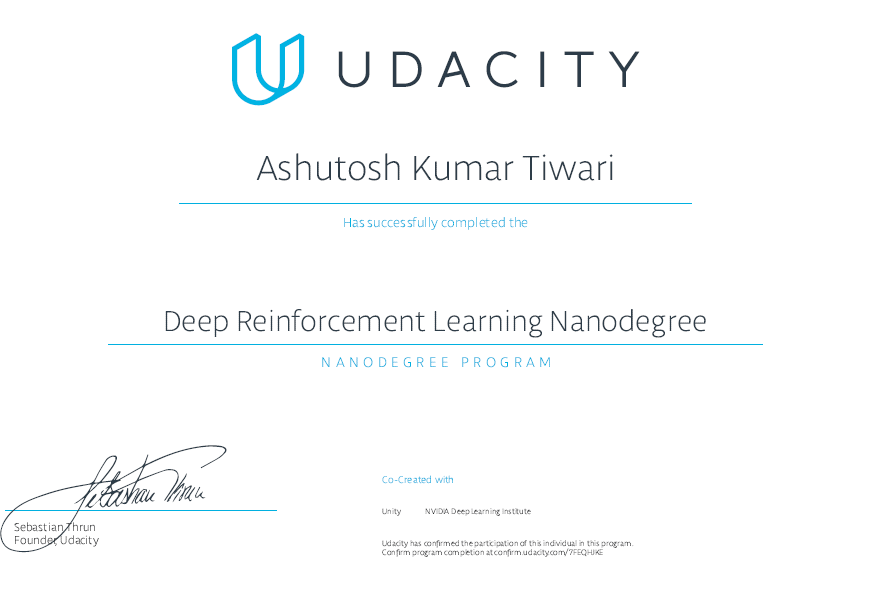 UDACITY
Ashutosh Kumar Tiwari
Has successfully completed the
Deep Reinforcement Learning Nanodegree
NANODEGREE PROGRAM
Sebastian Thrun
Sebastian Thrun
Founder, Udacity
Co-Created with
Unity NVIDIA Deep Learning Institute
Udacity has confirmed the participation of this individual in this program.
Confirm program completion at confirm.udacity.com/7FEQHJKE